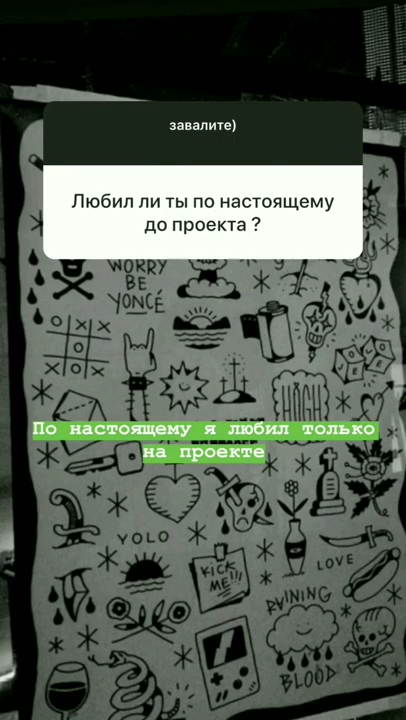 завалите)
Любил ли ты по настоящему
до проекта ?
WORRY
BE
YONCÉ
HIGH
По настоящему я любил только
на проекте
YOLO
KiCK
ME!!!
LOVE
RAINING
BLOOD